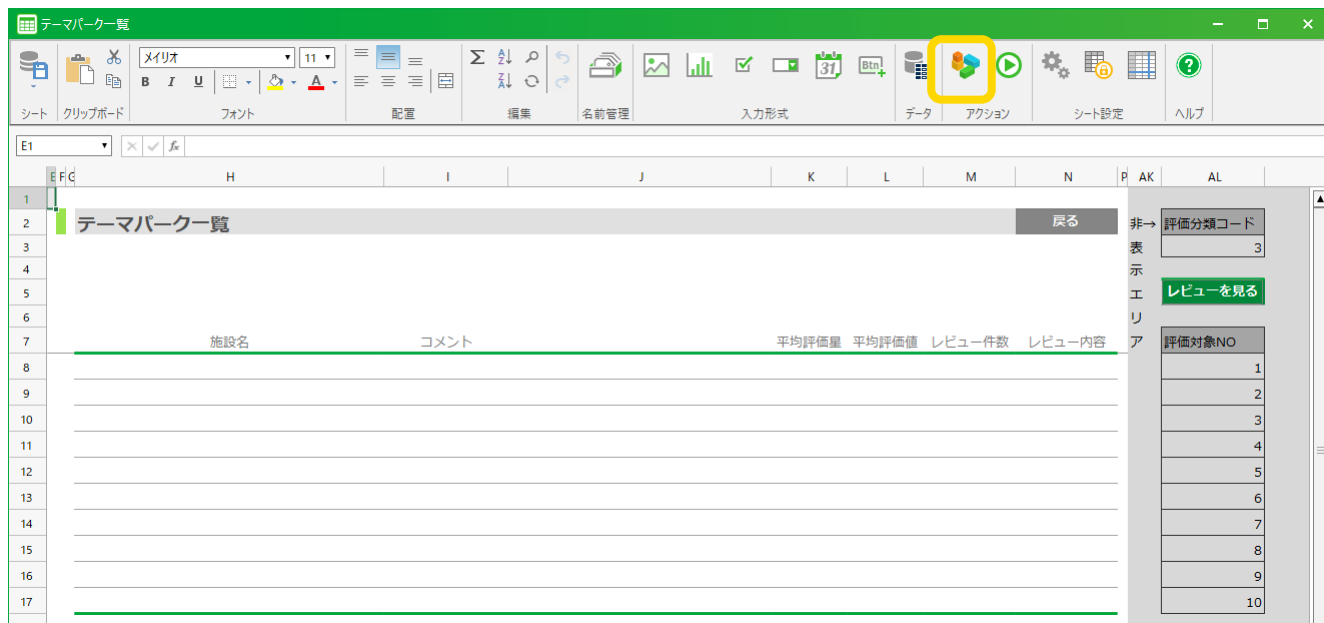 テーマパーク一覧
メイリオ 11
B I U A Σ A Z Z A 31 Btn ?
シート クリップボード フォント 配置 編集 名前管理 入力形式 データ アクション シート設定 ヘルプ
E1 fx
E F G H I J K L M N P AK AL
1
2 テーマパーク一覧 戻る 非→ 評価分類コード
3 表 3
4 示
5 エ レビューを見る
6 リ
7 施設名 コメント 平均評価星 平均評価値 レビュー件数 レビュー内容 ア 評価対象NO
8 1
9 2
10 3
11 4
12 5
13 6
14 7
15 8
16 9
17 10